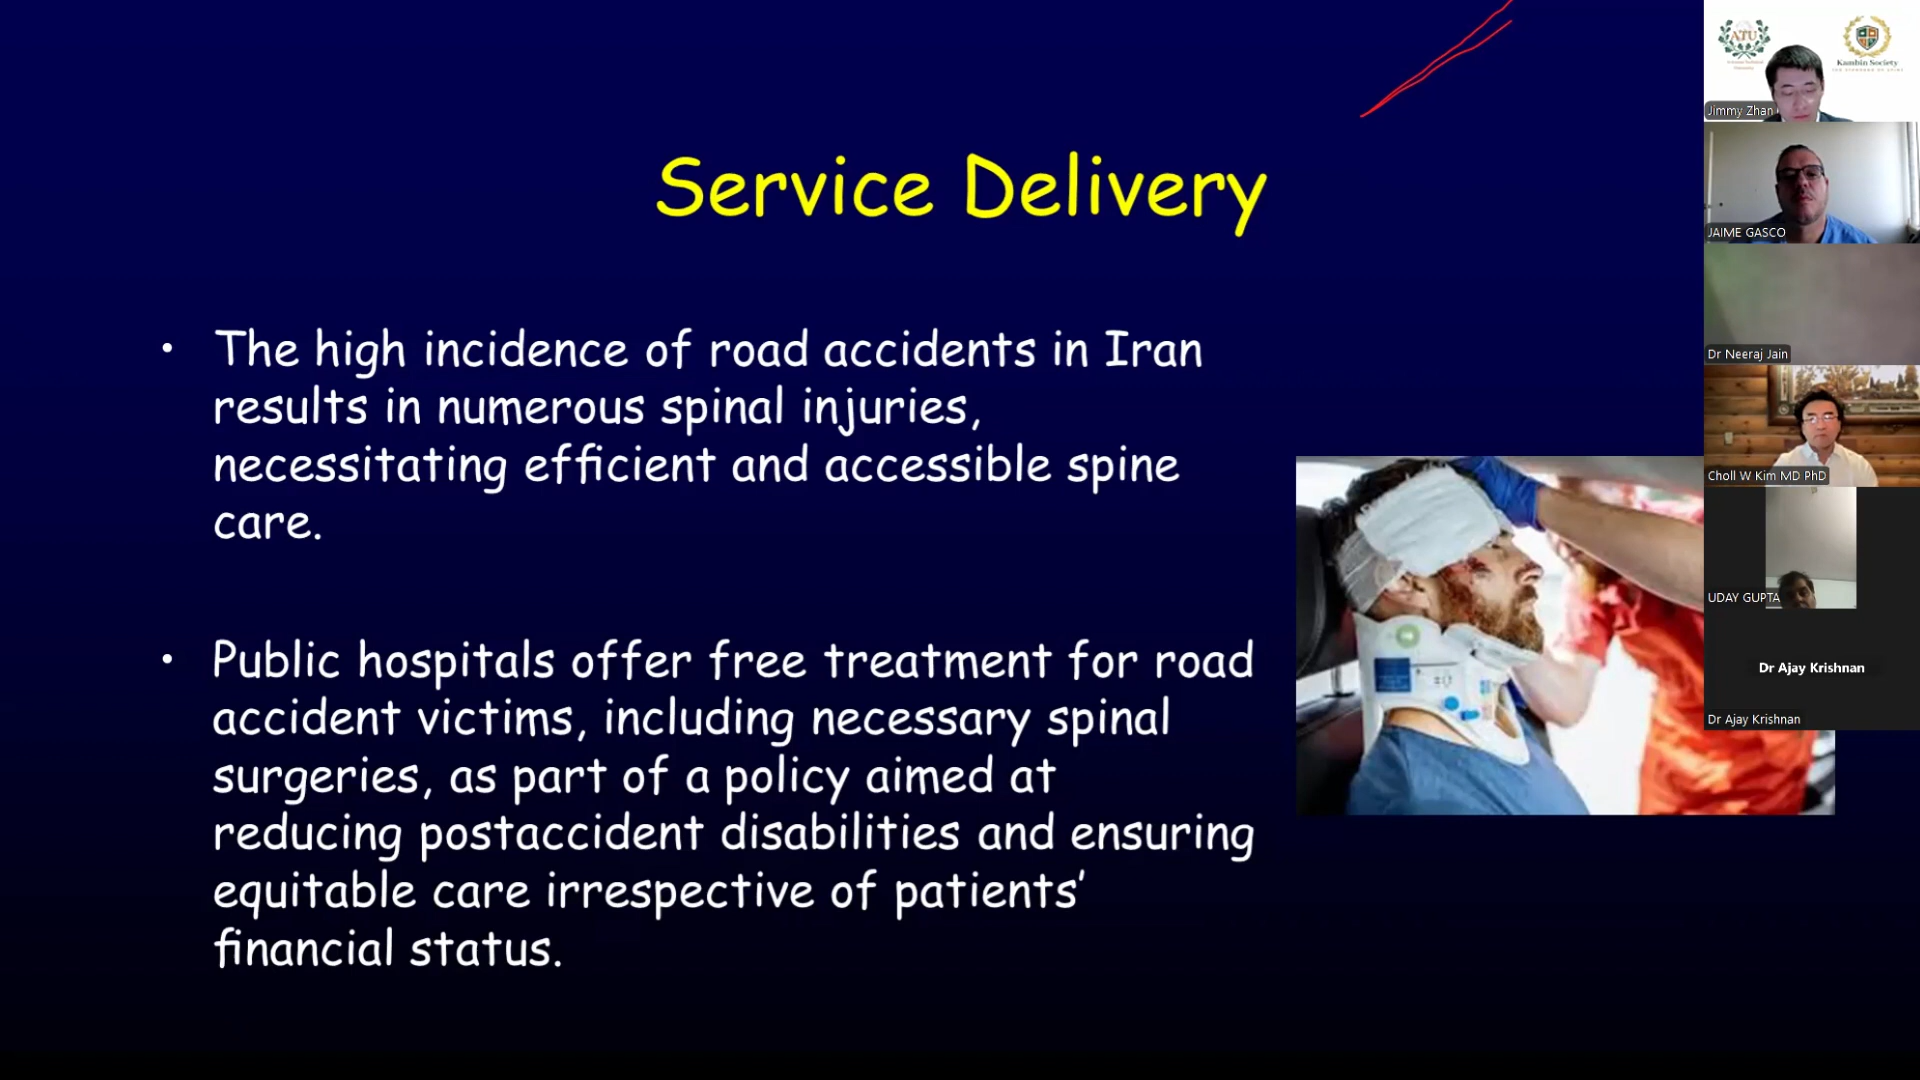 Service Delivery
• The high incidence of road accidents in Iran
results in numerous spinal injuries,
necessitating efficient and accessible spine
care.
• Public hospitals offer free treatment for road
accident victims, including necessary spinal
surgeries, as part of a policy aimed at
reducing postaccident disabilities and ensuring
equitable care irrespective of patients’
financial status.
ATU
Kambin Society
Jimmy Zhan
JAIME GASCO
Dr Neeraj Jain
Choll W Kim MD PhD
UDAY GUPTA
Dr Ajay Krishnan
Dr Ajay Krishnan